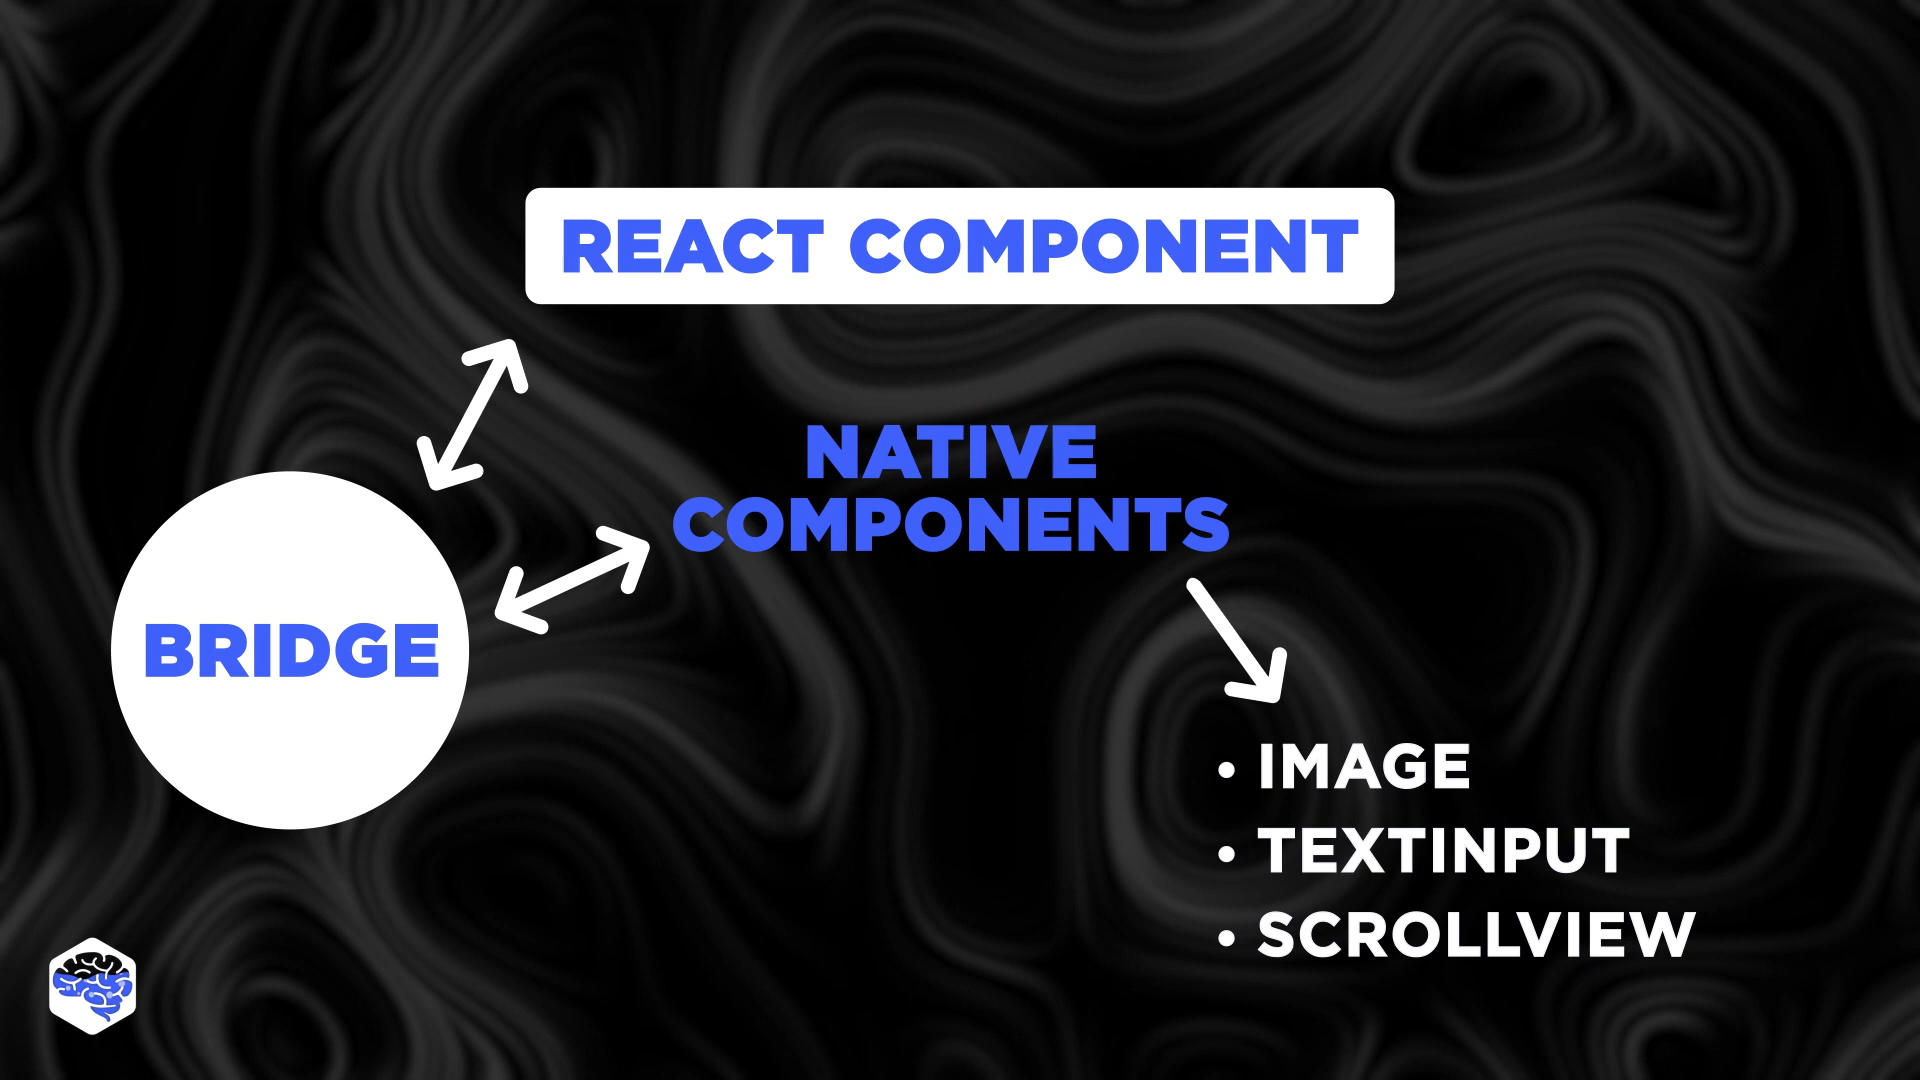 REACT COMPONENT
NATIVE
COMPONENTS
BRIDGE
• IMAGE
• TEXTINPUT
• SCROLLVIEW